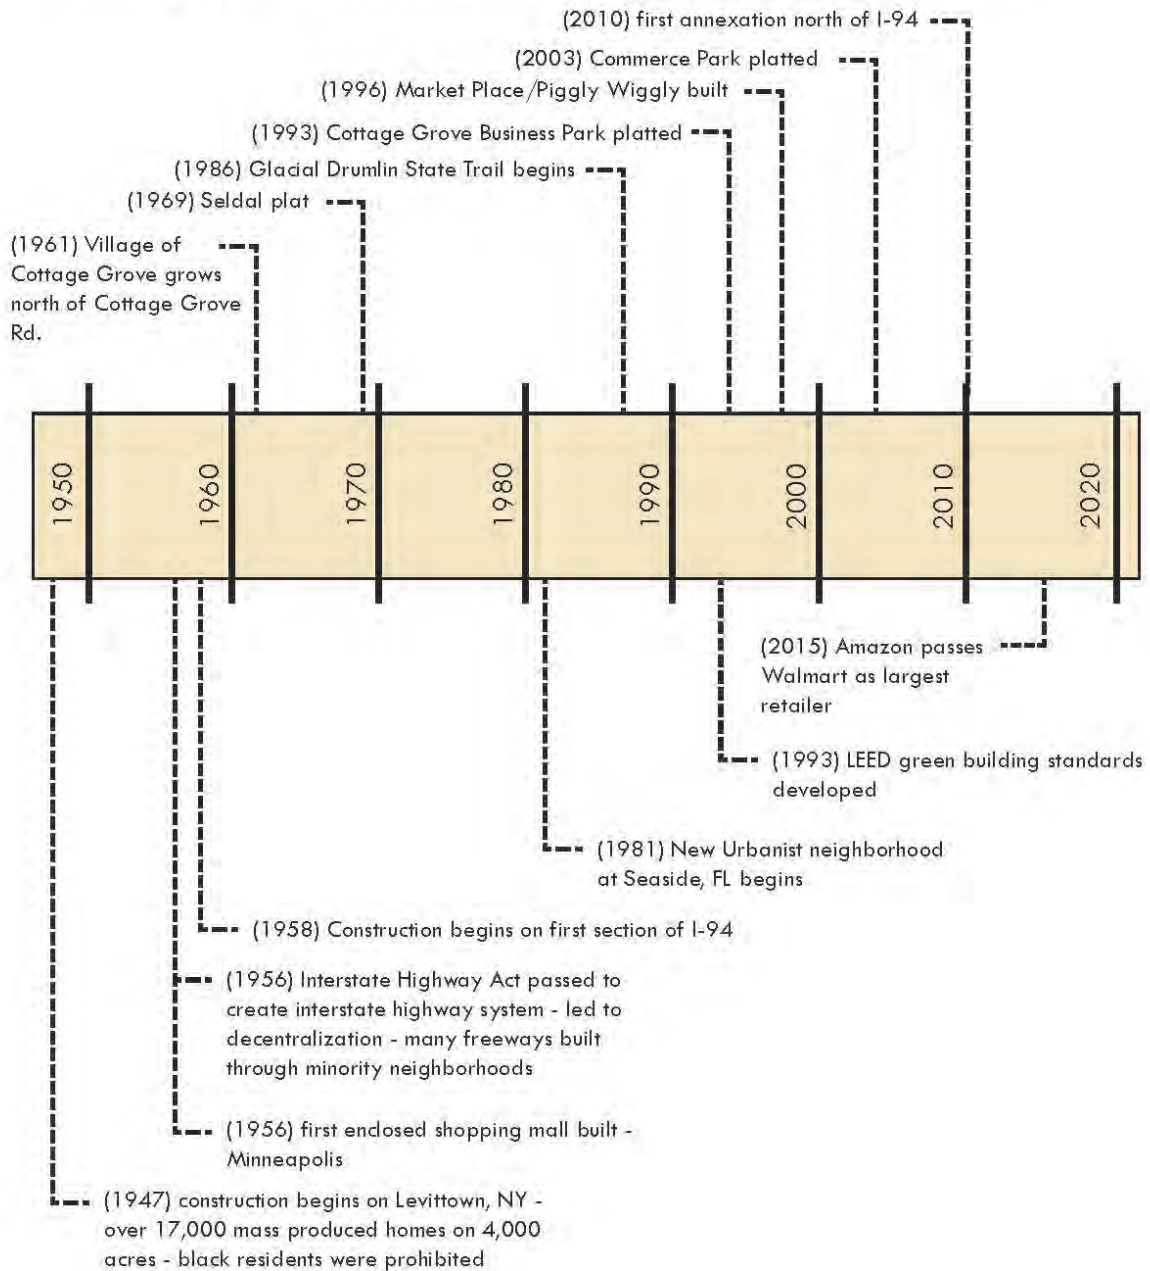 (2010) first annexation north of I-94
(2003) Commerce Park platted
(1996) Market Place/Piggly Wiggly built
(1993) Cottage Grove Business Park platted
(1986) Glacial Drumlin State Trail begins
(1969) Seldal plat
(1961) Village of
Cottage Grove grows
north of Cottage Grove
Rd.
1950
1960
1970
1980
1990
2000
2010
2020
(2015) Amazon passes
Walmart as largest
retailer
(1993) LEED green building standards
developed
(1981) New Urbanist neighborhood
at Seaside, FL begins
(1958) Construction begins on first section of I-94
(1956) Interstate Highway Act passed to
create interstate highway system - led to
decentralization - many freeways built
through minority neighborhoods
(1956) first enclosed shopping mall built -
Minneapolis
(1947) construction begins on Levittown, NY -
over 17,000 mass produced homes on 4,000
acres - black residents were prohibited